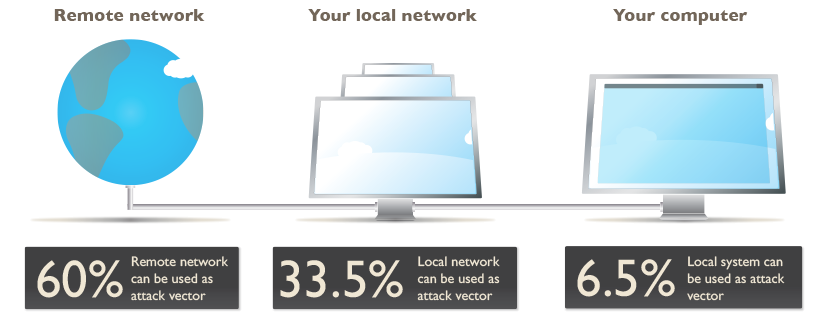 Remote network
Your local network
Your computer
60%
Remote network
can be used as
attack vector
33.5%
Local network
can be used as
attack vector
6.5%
Local system can
be used as attack
vector